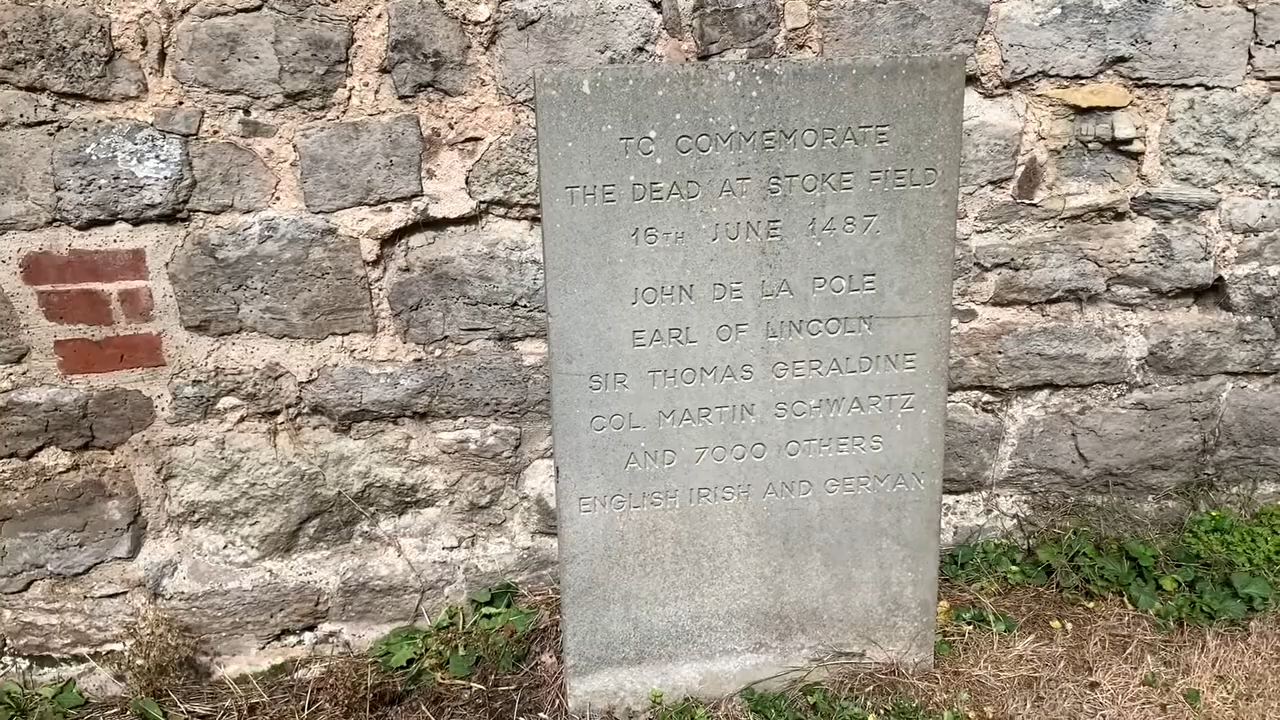 TO COMMEMORATE
THE DEAD AT STOKE FIELD
16TH JUNE 1487.
JOHN DE LA POLE
EARL OF LINCOLN
SIR THOMAS GERALDINE
COL. MARTIN SCHWARTZ
AND 7000 OTHERS
ENGLISH IRISH AND GERMAN